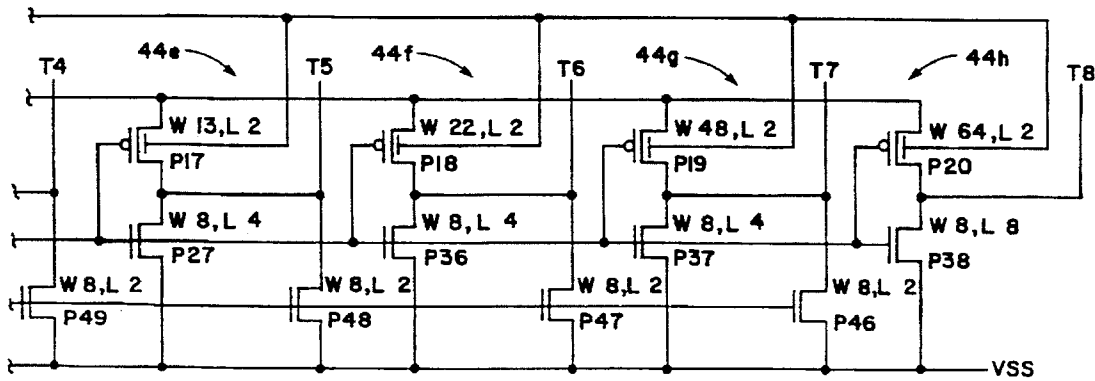 44e
44f
44g
44h
T4
T5
T6
T7
T8
W 13, L 2
P17
W 22, L 2
P18
W 48, L 2
P19
W 64, L 2
P20
W 8, L 4
P27
W 8, L 4
P36
W 8, L 4
P37
W 8, L 8
P38
W 8, L 2
P49
W 8, L 2
P48
W 8, L 2
P47
W 8, L 2
P46
VSS